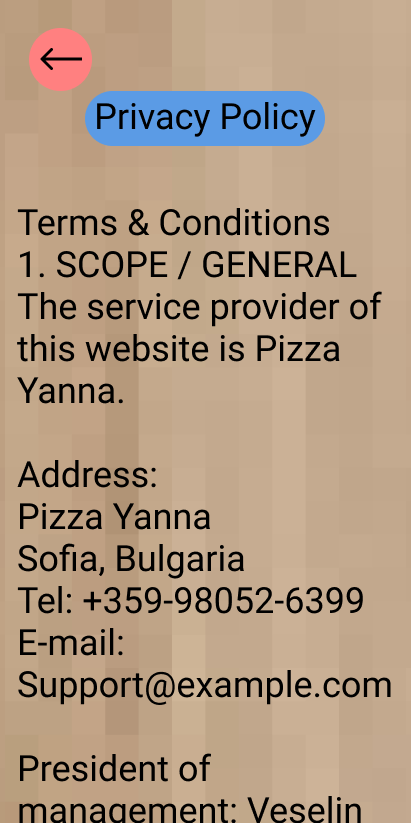 Privacy Policy
Terms & Conditions
1. SCOPE / GENERAL
The service provider of
this website is Pizza
Yanna.
Address:
Pizza Yanna
Sofia, Bulgaria
Tel: +359-98052-6399
E-mail:
Support@example.com
President of
management: Veselin